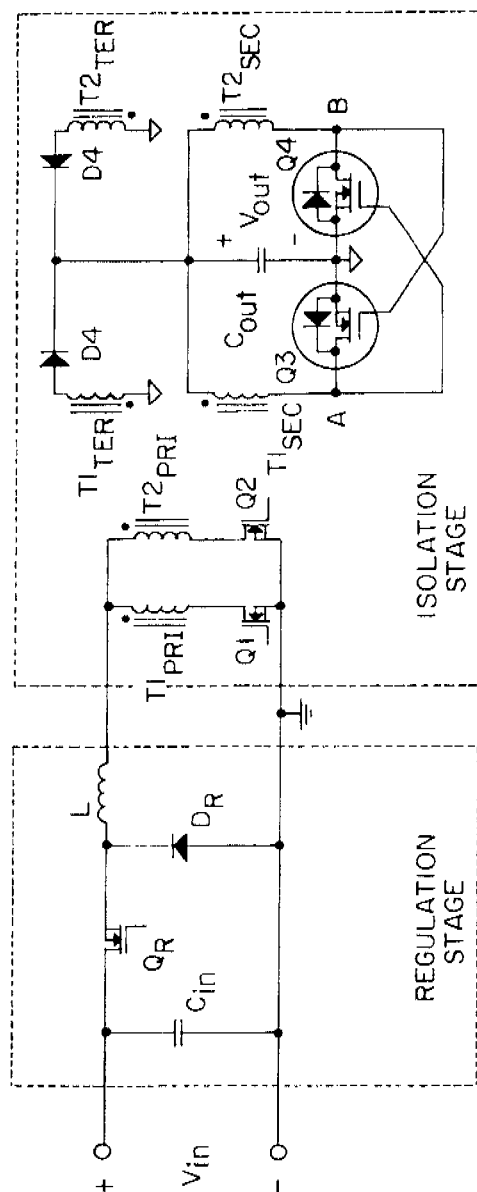 +
Vin
-
Cin
QR
DR
L
REGULATION
STAGE
T1PRI
T2PRI
Q1
Q2
T1TER
D4
D4
T2TER
T1SEC
T2SEC
Cout
+
Vout
-
Q3
Q4
A
B
ISOLATION
STAGE